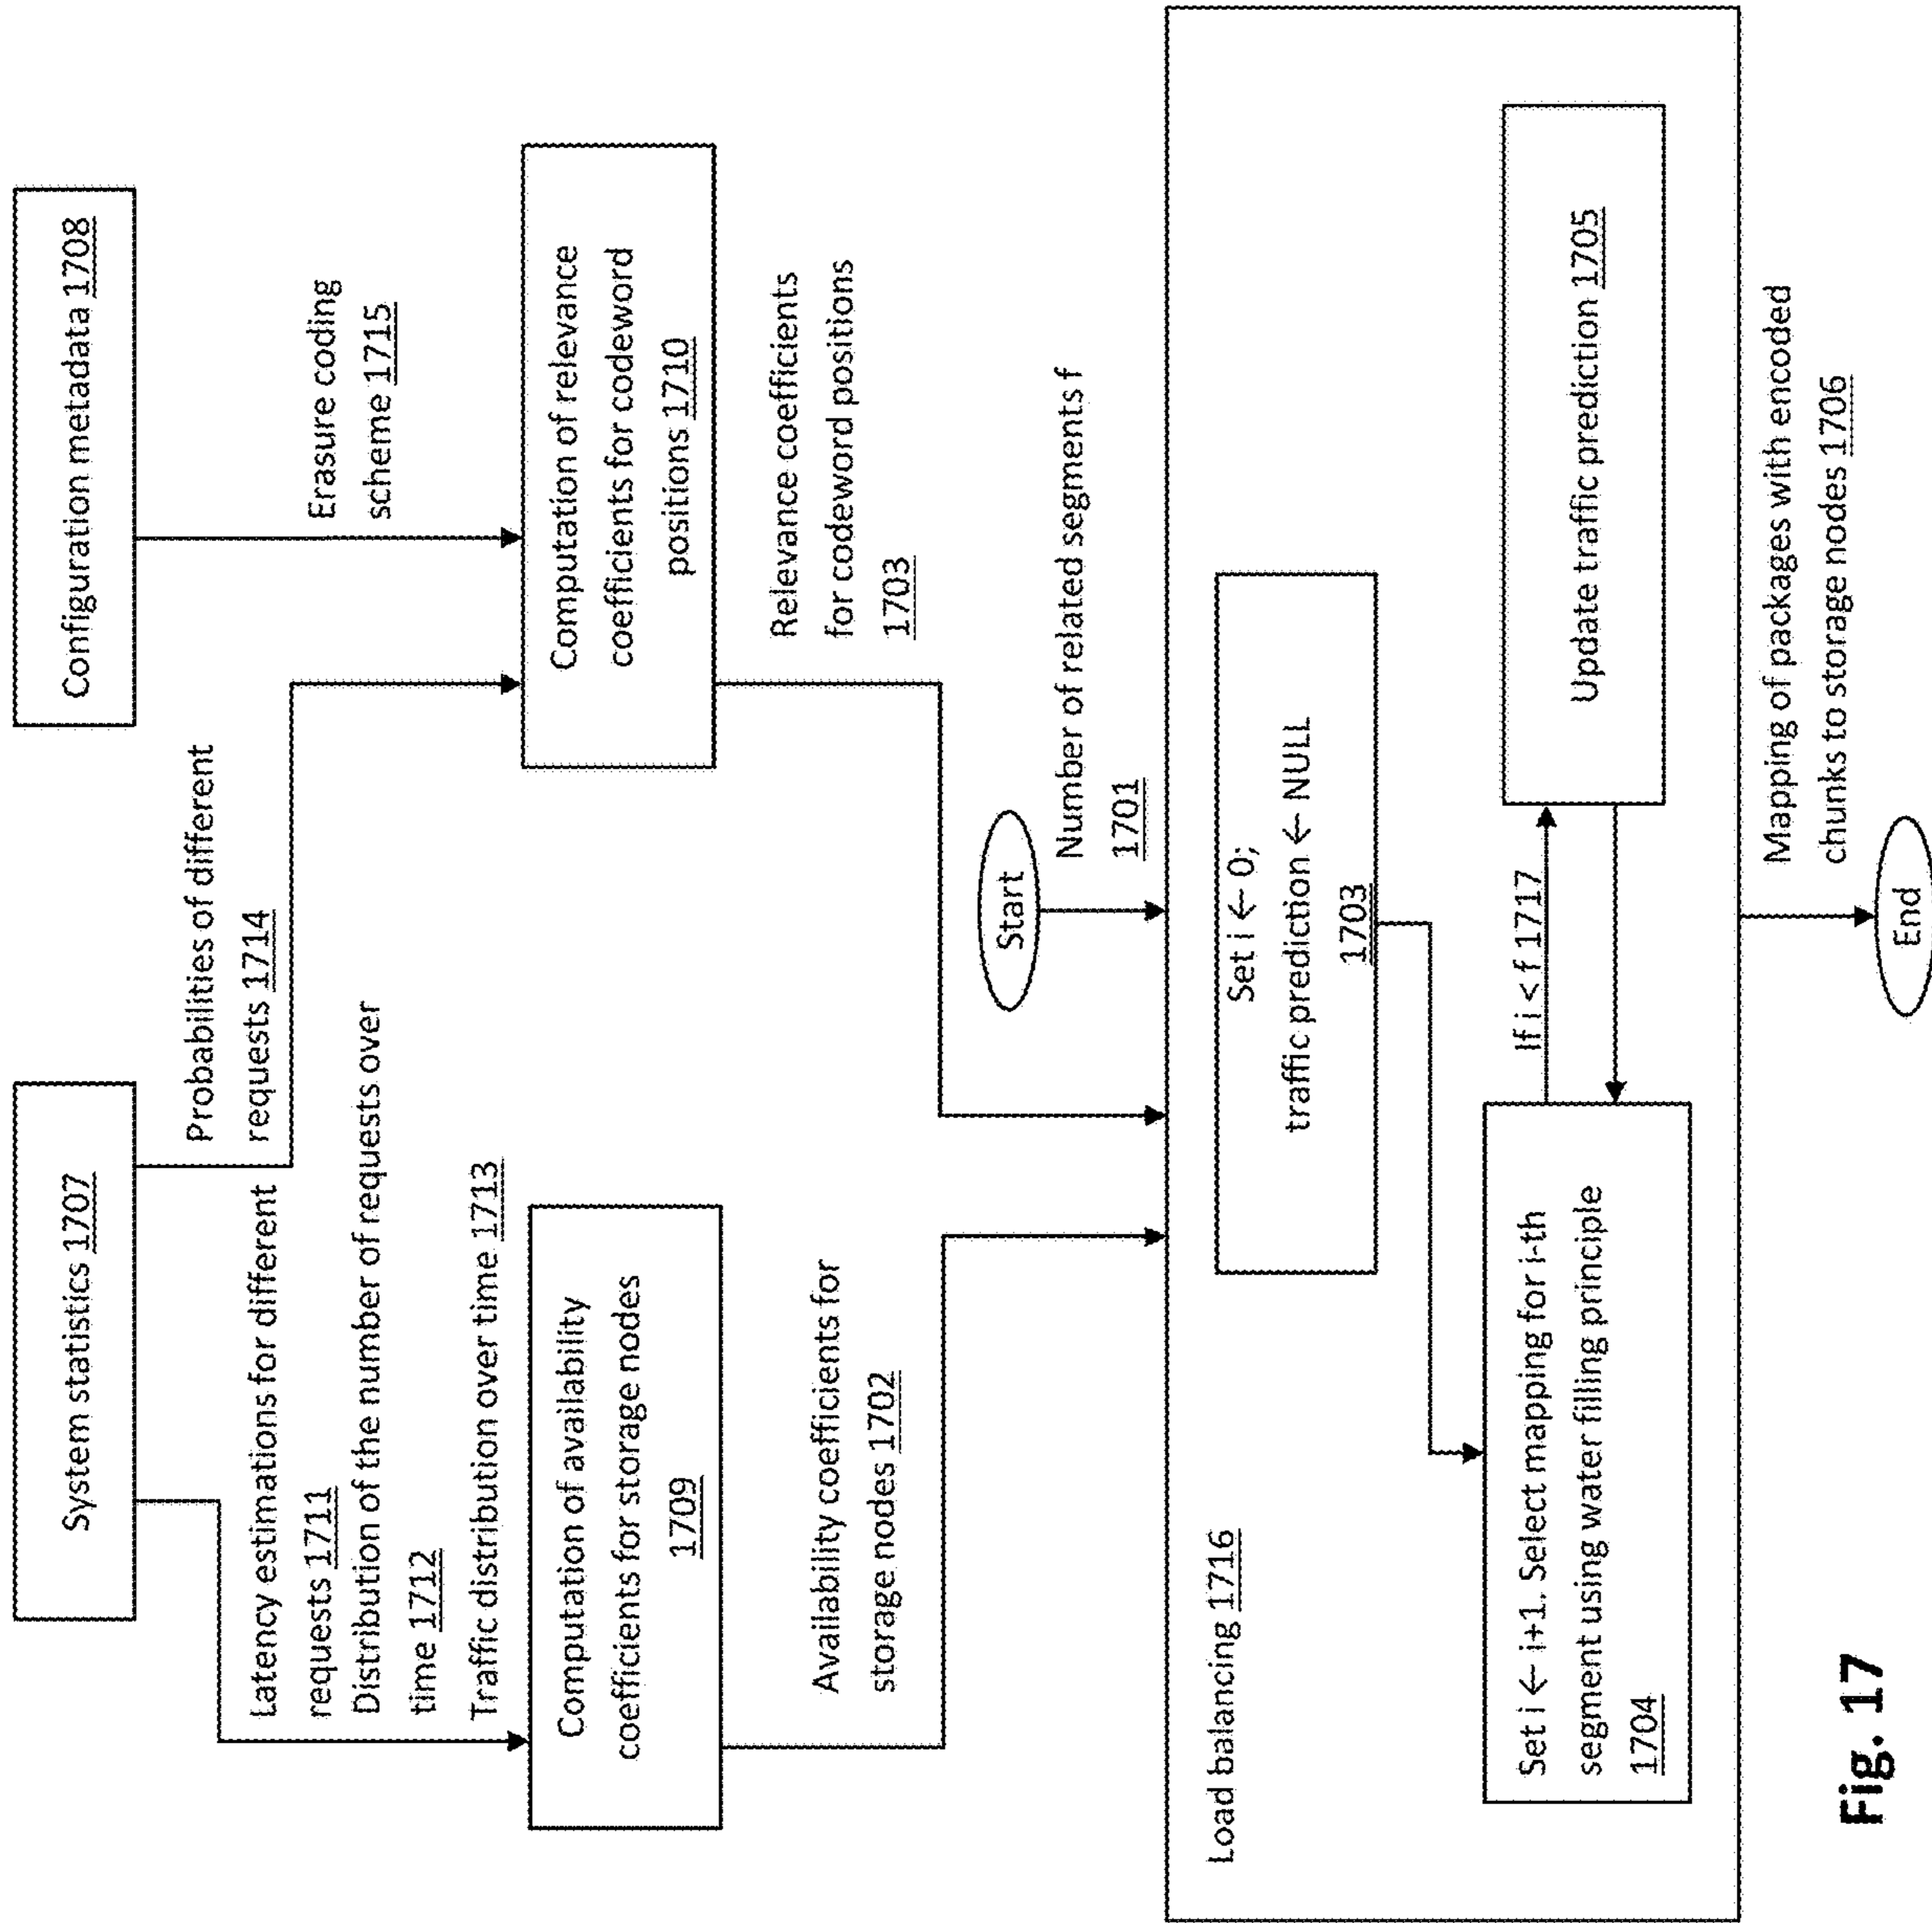 System statistics 1707
Configuration metadata 1708
Latency estimations for different
requests 1711
Distribution of the number of requests over
time 1712
Traffic distribution over time 1713
Probabilities of different
requests 1714
Erasure coding
scheme 1715
Computation of availability
coefficients for storage nodes
1709
Computation of relevance
coefficients for codeword
positions 1710
Availability coefficients for
storage nodes 1702
Relevance coefficients
for codeword positions
1703
Start
Number of related segments f
1701
Load balancing 1716
Set i ← 0;
traffic prediction ← NULL
1703
Set i ← i+1. Select mapping for i-th
segment using water filling principle
1704
If i < f 1717
Update traffic prediction 1705
Mapping of packages with encoded
chunks to storage nodes 1706
End
Fig. 17